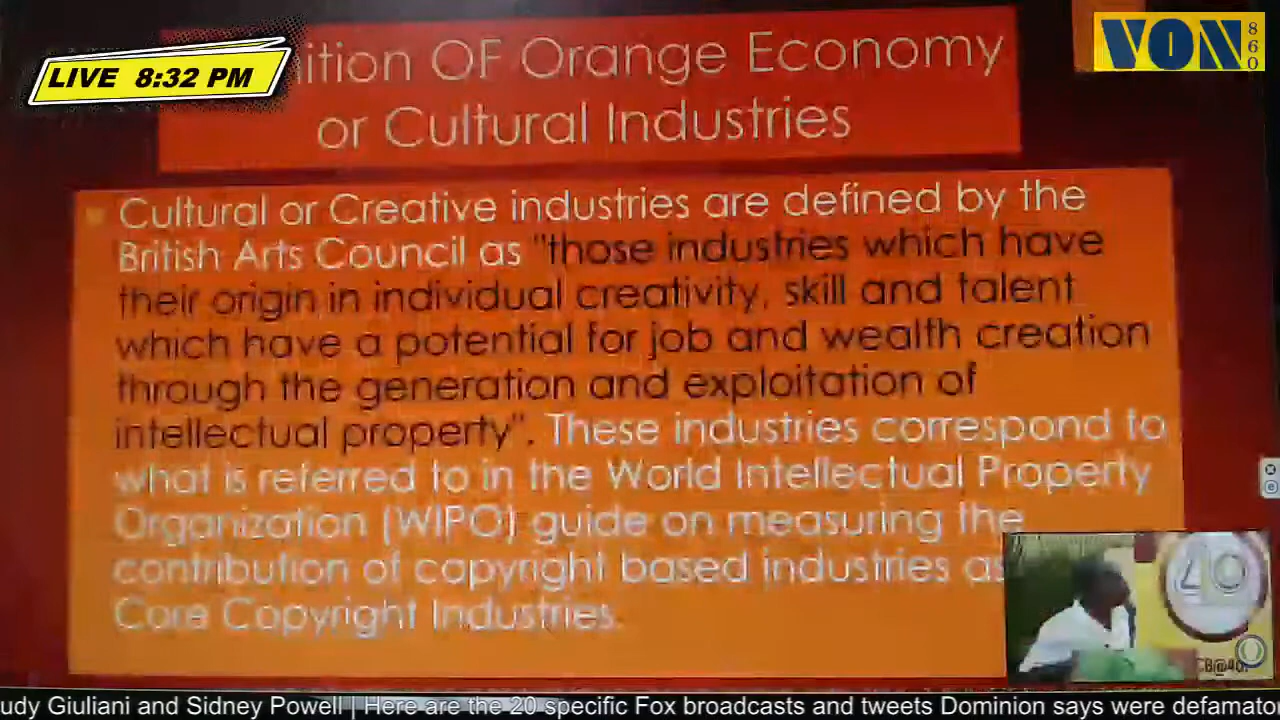 LIVE 8:32 PM
VON
860
ition OF Orange Economy
or Cultural Industries
Cultural or Creative industries are defined by the
British Arts Council as "those industries which have
their origin in individual creativity, skill and talent
which have a potential for job and wealth creation
through the generation and exploitation of
intellectual property". These industries correspond to
what is referred to in the World Intellectual Property
Organization (WIPO) guide on measuring the
contribution of copyright based industries as
Core Copyright Industries.
40
CB@40!
udy Giuliani and Sidney Powell | Here are the 20 specific Fox broadcasts and tweets Dominion says were defamato